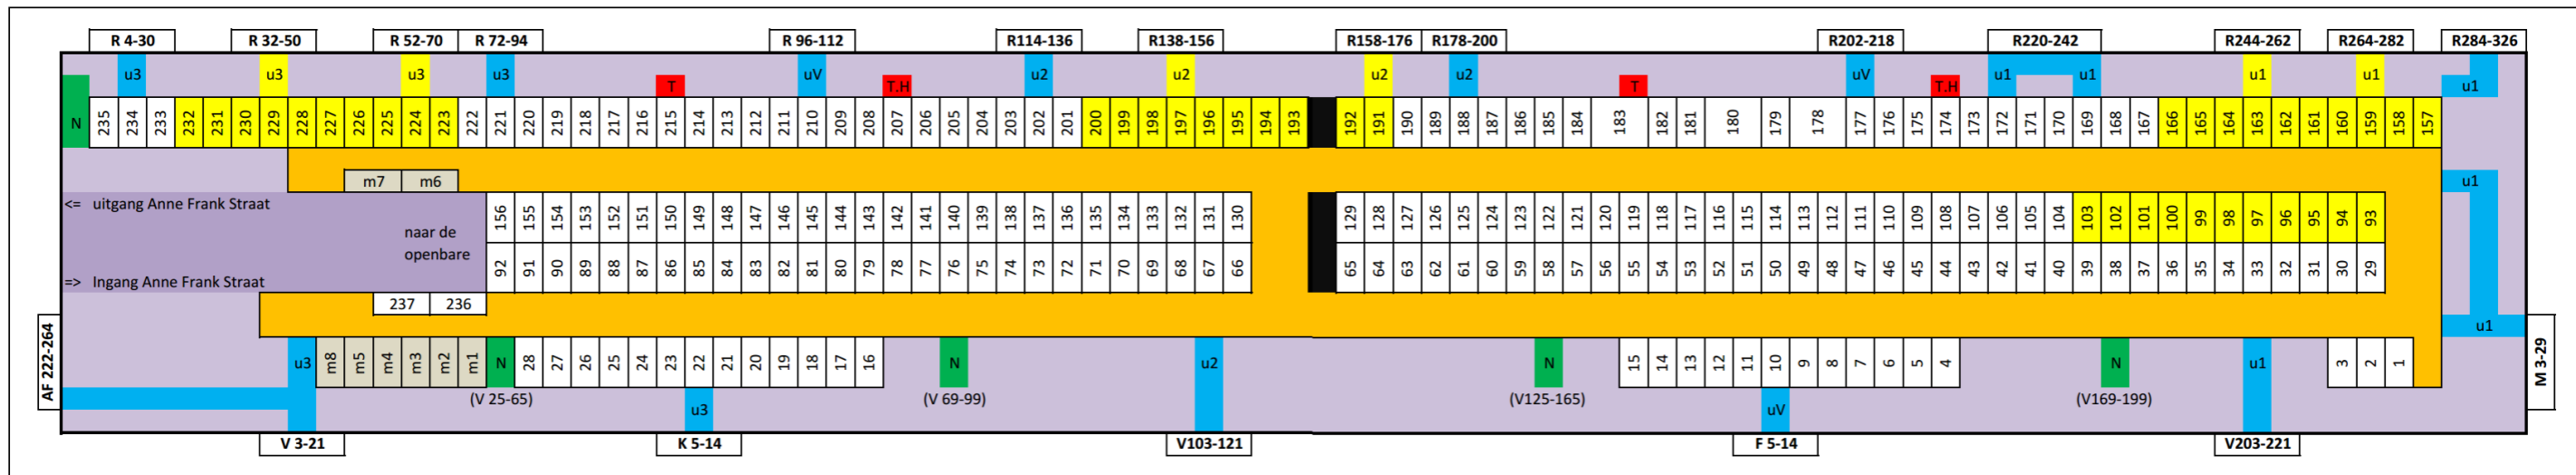 R 4-30 R 32-50 R 52-70 R 72-94 R 96-112 R114-136 R138-156 R158-176 R178-200 R202-218 R220-242 R244-262 R264-282 R284-326
u3 u3 u3 u3 uV u2 u2 u2 u2 uV u1 u1 u1 u1 u1
T T.H T T.H
N 235 234 233 232 231 230 229 228 227 226 225 224 223 222 221 220 219 218 217 216 215 214 213 212 211 210 209 208 207 206 205 204 203 202 201 200 199 198 197 196 195 194 193 192 191 190 189 188 187 186 185 184 183 182 181 180 179 178 177 176 175 174 173 172 171 170 169 168 167 166 165 164 163 162 161 160 159 158 157
m7 m6 u1
<= uitgang Anne Frank Straat
156 155 154 153 152 151 150 149 148 147 146 145 144 143 142 141 140 139 138 137 136 135 134 133 132 131 130 129 128 127 126 125 124 123 122 121 120 119 118 117 116 115 114 113 112 111 110 109 108 107 106 105 104 103 102 101 100 99 98 97 96 95 94 93
naar de
openbare
92 91 90 89 88 87 86 85 84 83 82 81 80 79 78 77 76 75 74 73 72 71 70 69 68 67 66 65 64 63 62 61 60 59 58 57 56 55 54 53 52 51 50 49 48 47 46 45 44 43 42 41 40 39 38 37 36 35 34 33 32 31 30 29
=> Ingang Anne Frank Straat
237 236
u1
AF 222-264
u3 m8 m5 m4 m3 m2 m1 N 28 27 26 25 24 23 22 21 20 19 18 17 16 N u2 N 15 14 13 12 11 10 9 8 7 6 5 4 N u1 3 2 1
M 3-29
(V 25-65) (V 69-99) (V125-165) (V169-199)
u3 uV
V 3-21 K 5-14 V103-121 F 5-14 V203-221